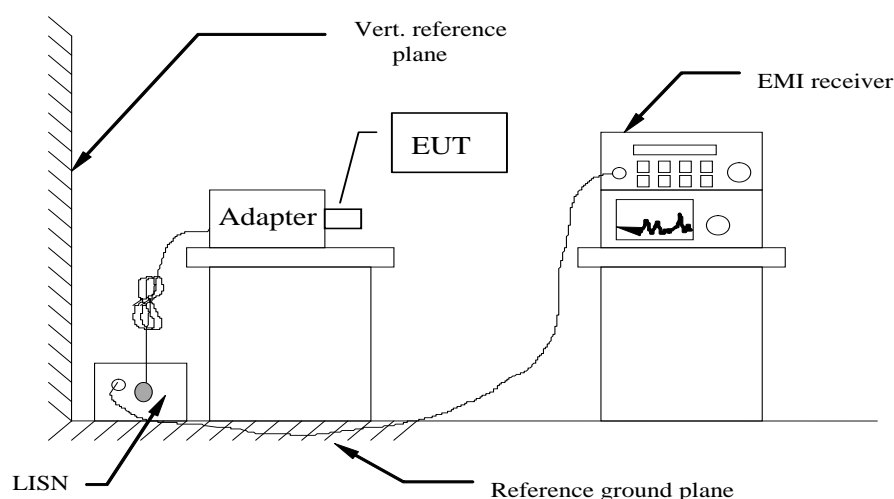 Vert. reference
plane
EMI receiver
EUT
Adapter
LISN
Reference ground plane